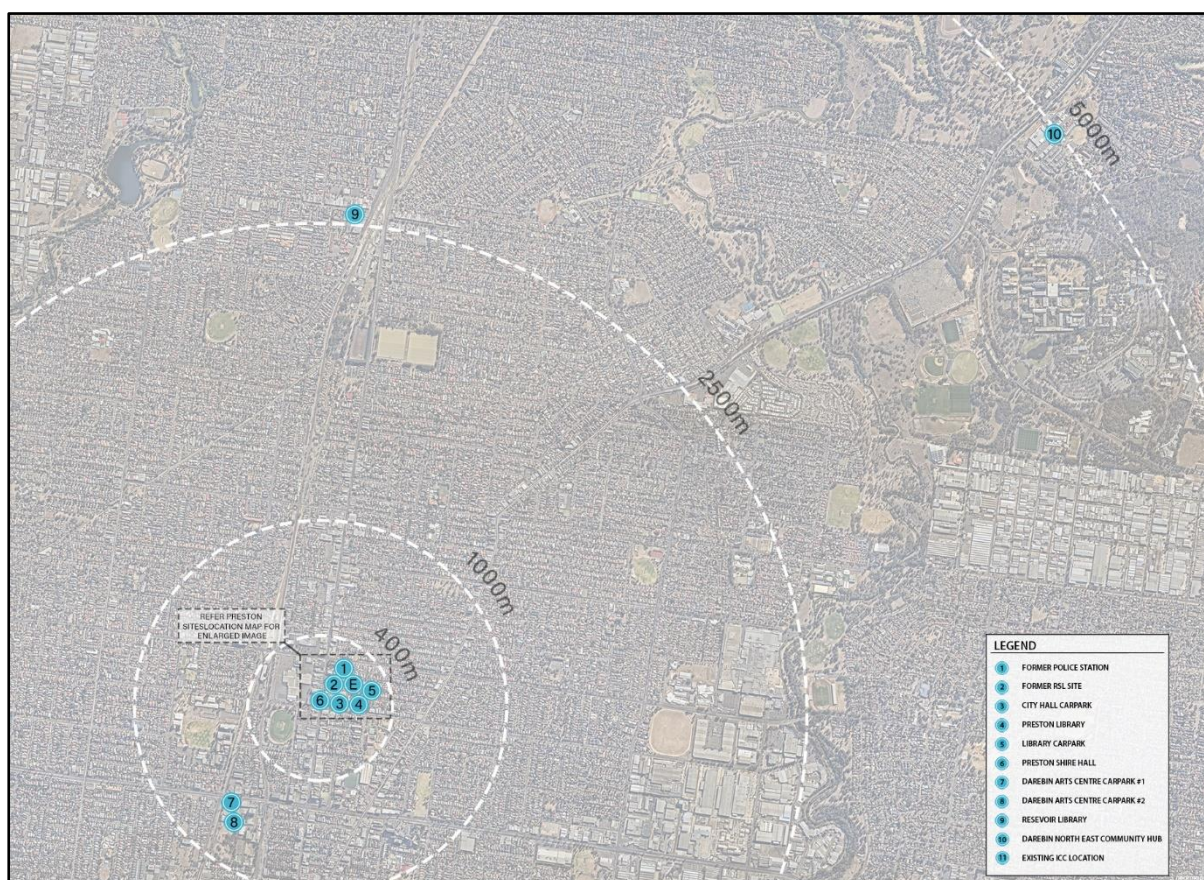 10
5000m
9
2500m
1000m
REFER PRESTON
SITESLOCATION MAP FOR
ENLARGED IMAGE
400m
1
2 E 5
6 3 4
7
8
LEGEND
1 FORMER POLICE STATION
2 FORMER RSL SITE
3 CITY HALL CARPARK
4 PRESTON LIBRARY
5 LIBRARY CARPARK
6 PRESTON SHIRE HALL
7 DAREBIN ARTS CENTRE CARPARK #1
8 DAREBIN ARTS CENTRE CARPARK #2
9 RESEVOIR LIBRARY
10 DAREBIN NORTH EAST COMMUNITY HUB
11 EXISTING ICC LOCATION